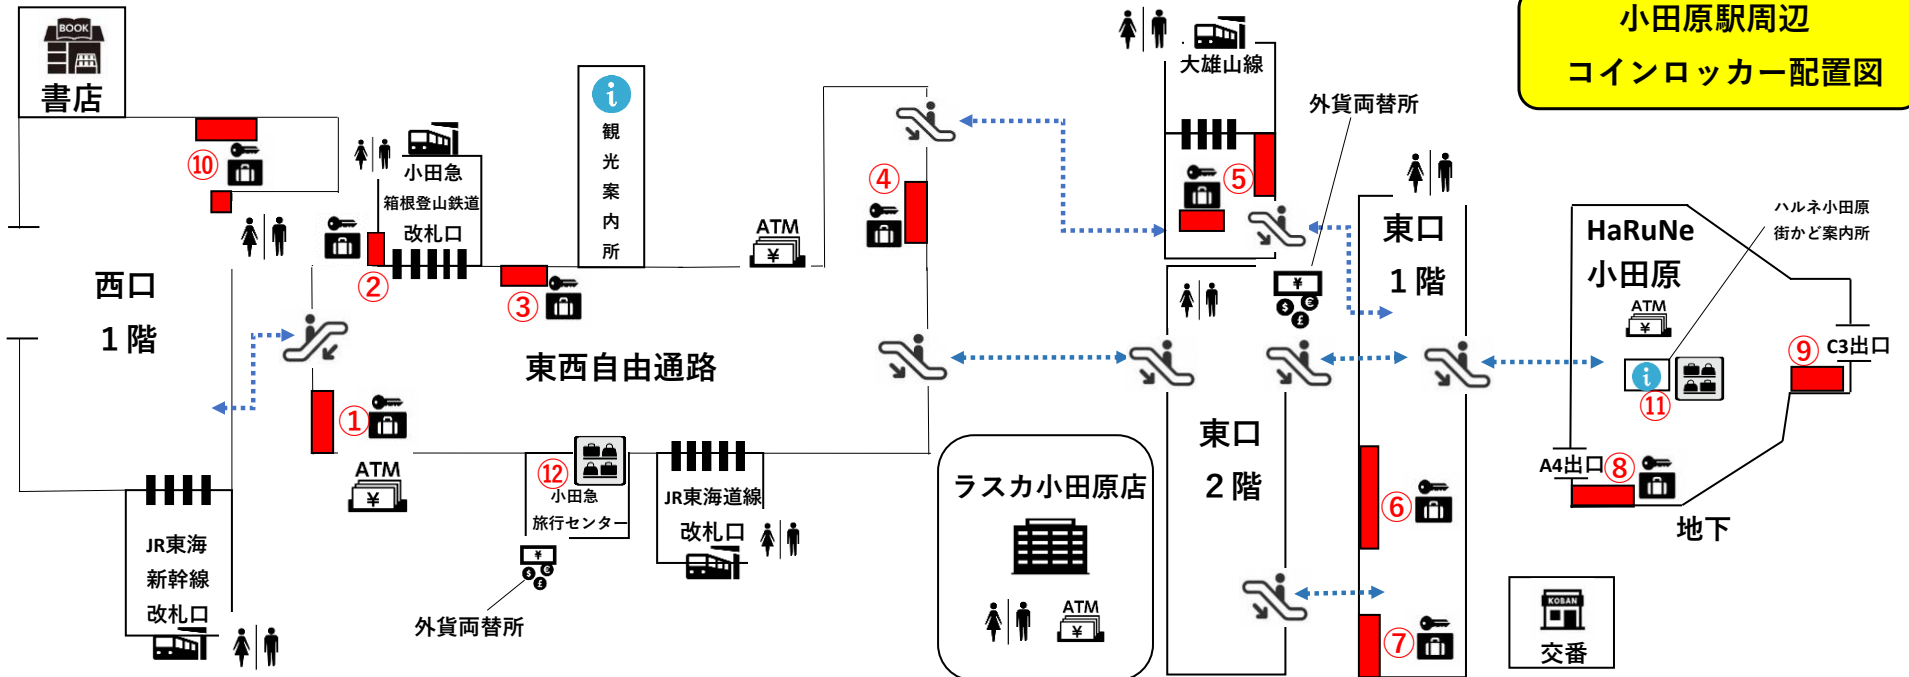 小田原駅周辺
コインロッカー配置図
BOOK
書店
⑩
西口
1階
JR東海
新幹線
改札口
小田急
箱根登山鉄道
改札口
②
③
i
観光案内所
ATM
¥
④
①
ATM
¥
東西自由通路
⑫
小田急
旅行センター
¥
$
€
£
外貨両替所
JR東海道線
改札口
大雄山線
⑤
外貨両替所
¥
$
€
£
ラスカ小田原店
ATM
¥
東口
2階
東口
1階
⑥
⑦
HaRuNe
小田原
ATM
¥
ハルネ小田原
街かど案内所
i
⑪
⑨
C3出口
A4出口
⑧
地下
KOBAN
交番